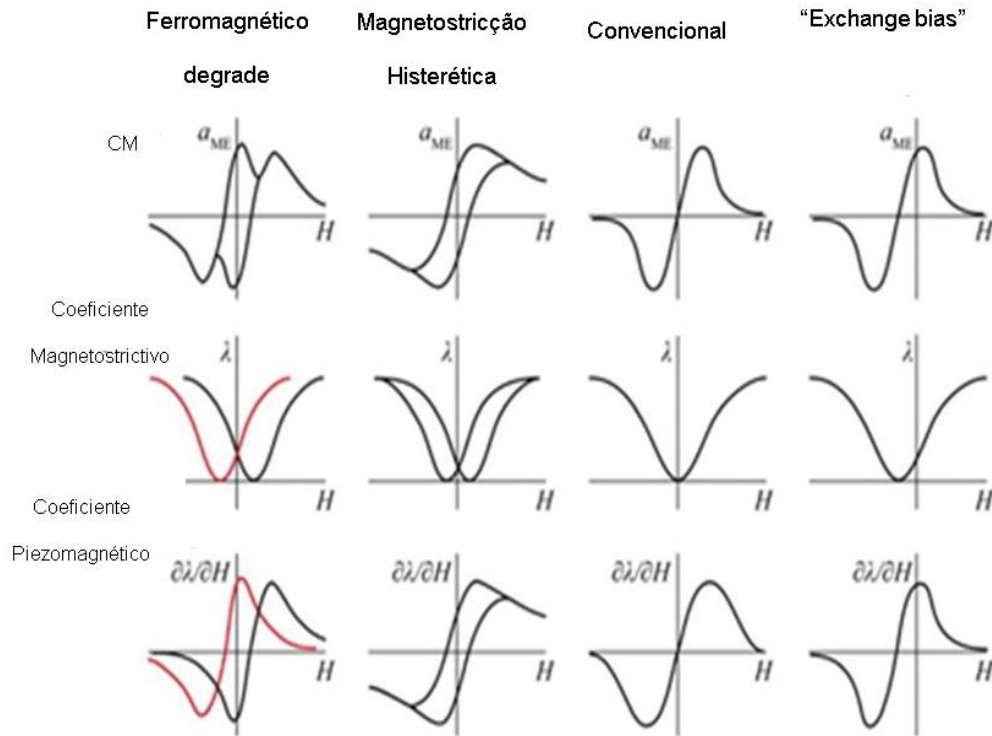 Ferromagnético
degrade
Magnetostricção
Histerética
Convencional
“Exchange bias”
CM
a_ME
H
a_ME
H
a_ME
H
a_ME
H
Coeficiente
Magnetostrictivo
λ
H
λ
H
λ
H
λ
H
Coeficiente
Piezomagnético
∂λ/∂H
H
∂λ/∂H
H
∂λ/∂H
H
∂λ/∂H
H